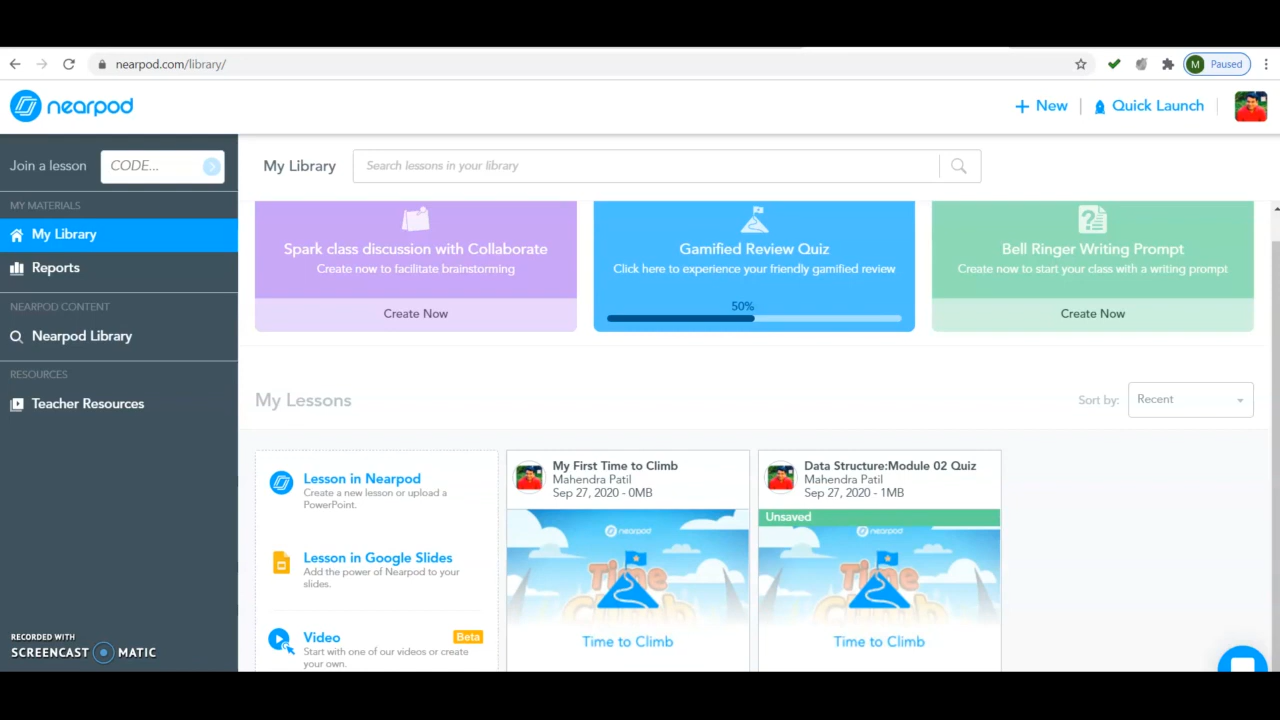 nearpod.com/library/
M Paused
nearpod
+ New
Quick Launch
Join a lesson
CODE...
My Library
Search lessons in your library
MY MATERIALS
My Library
Reports
NEARPOD CONTENT
Nearpod Library
RESOURCES
Teacher Resources
Spark class discussion with Collaborate
Create now to facilitate brainstorming
Create Now
Gamified Review Quiz
Click here to experience your friendly gamified review
50%
Bell Ringer Writing Prompt
Create now to start your class with a writing prompt
Create Now
My Lessons
Sort by:
Recent
Lesson in Nearpod
Create a new lesson or upload a
PowerPoint.
Lesson in Google Slides
Add the power of Nearpod to your
slides.
Video
Beta
Start with one of our videos or create
your own.
My First Time to Climb
Mahendra Patil
Sep 27, 2020 - 0MB
nearpod
Time
Climb
Time to Climb
Data Structure:Module 02 Quiz
Mahendra Patil
Sep 27, 2020 - 1MB
Unsaved
nearpod
Time
Climb
Time to Climb
RECORDED WITH
SCREENCAST MATIC